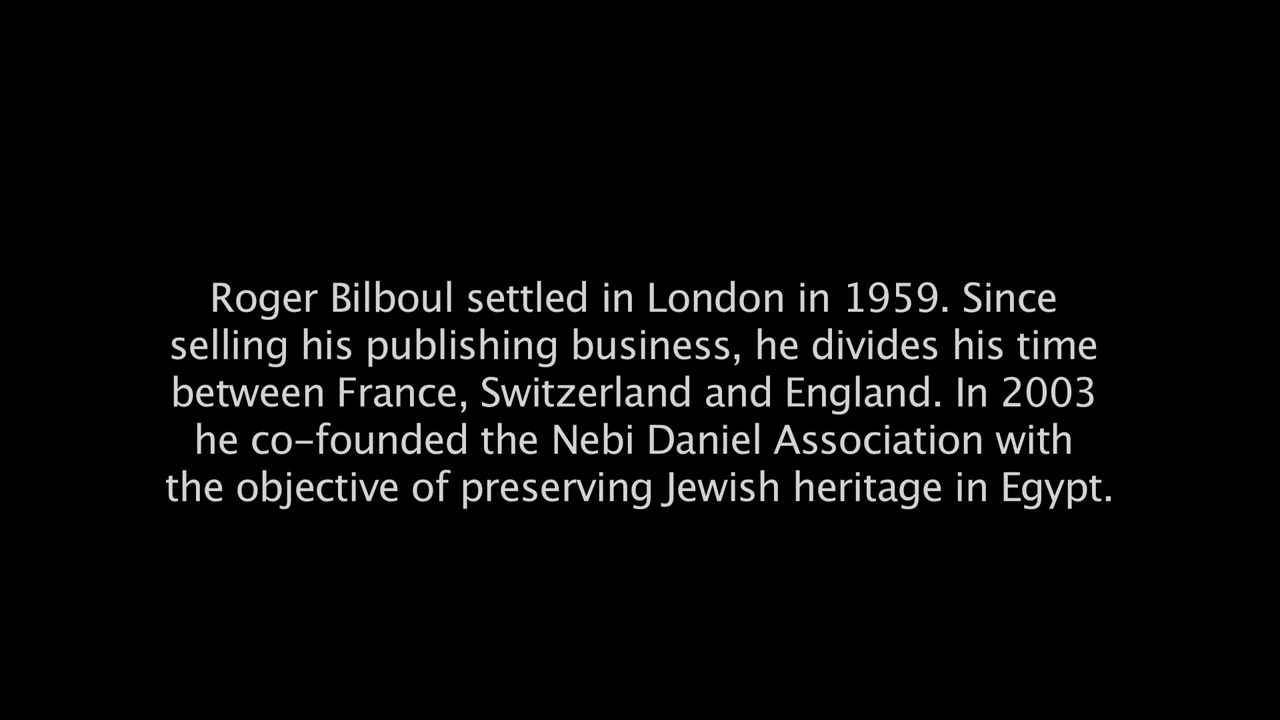 Roger Bilboul settled in London in 1959. Since
selling his publishing business, he divides his time
between France, Switzerland and England. In 2003
he co-founded the Nebi Daniel Association with
the objective of preserving Jewish heritage in Egypt.